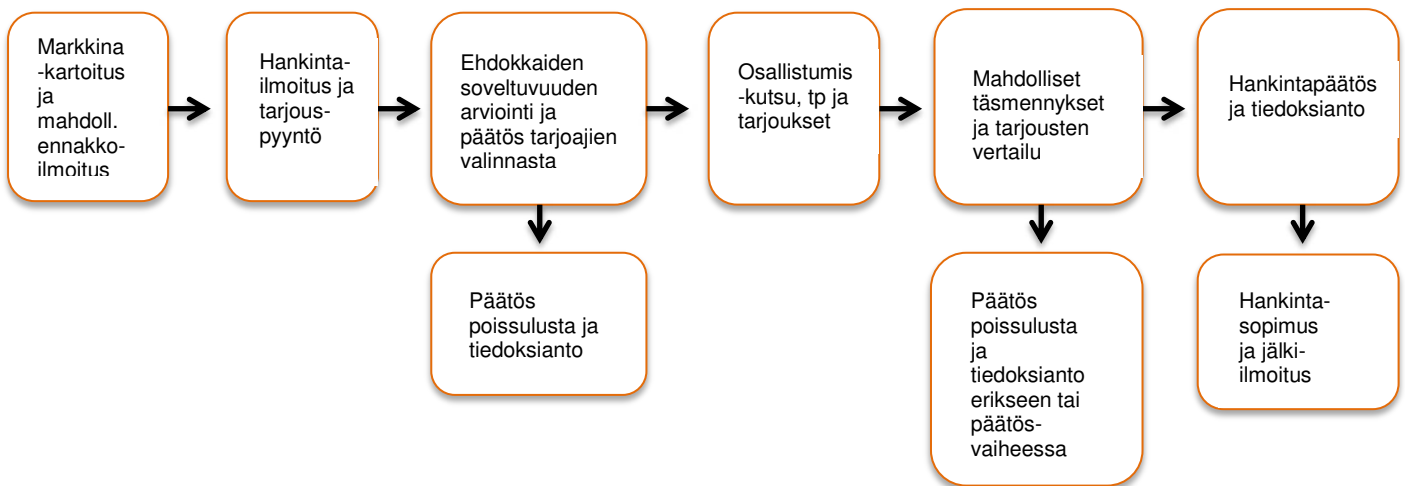 Markkina
-kartoitus
ja
mahdoll.
ennakko-
ilmoitus
Hankinta-
ilmoitus ja
tarjous-
pyyntö
Ehdokkaiden
soveltuvuuden
arviointi ja
päätös tarjoajien
valinnasta
Osallistumis
-kutsu, tp ja
tarjoukset
Mahdolliset
täsmennykset
ja tarjousten
vertailu
Hankintapäätös
ja tiedoksianto
Päätös
poissulusta ja
tiedoksianto
Päätös
poissulusta
ja
tiedoksianto
erikseen tai
päätös-
vaiheessa
Hankinta-
sopimus
ja jälki-
ilmoitus